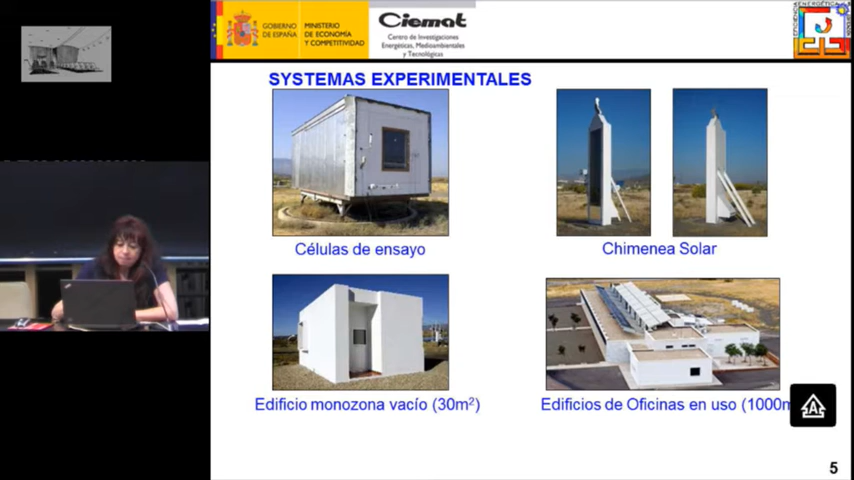 GOBIERNO
DE ESPAÑA
MINISTERIO
DE ECONOMÍA
Y COMPETITIVIDAD
Ciemat
Centro de Investigaciones
Energéticas, Medioambientales
y Tecnológicas
SYSTEMAS EXPERIMENTALES
Células de ensayo
Chimenea Solar
Edificio monozona vacío (30m²)
Edificios de Oficinas en uso (1000m
5